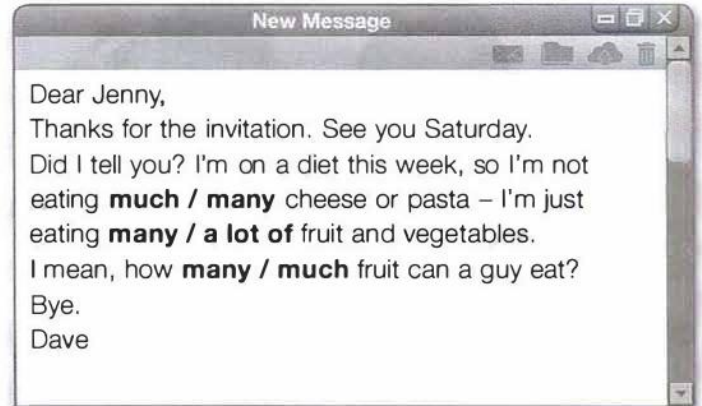 New Message
Dear Jenny,
Thanks for the invitation. See you Saturday.
Did I tell you? I'm on a diet this week, so I'm not
eating much / many cheese or pasta – I'm just
eating many / a lot of fruit and vegetables.
I mean, how many / much fruit can a guy eat?
Bye.
Dave